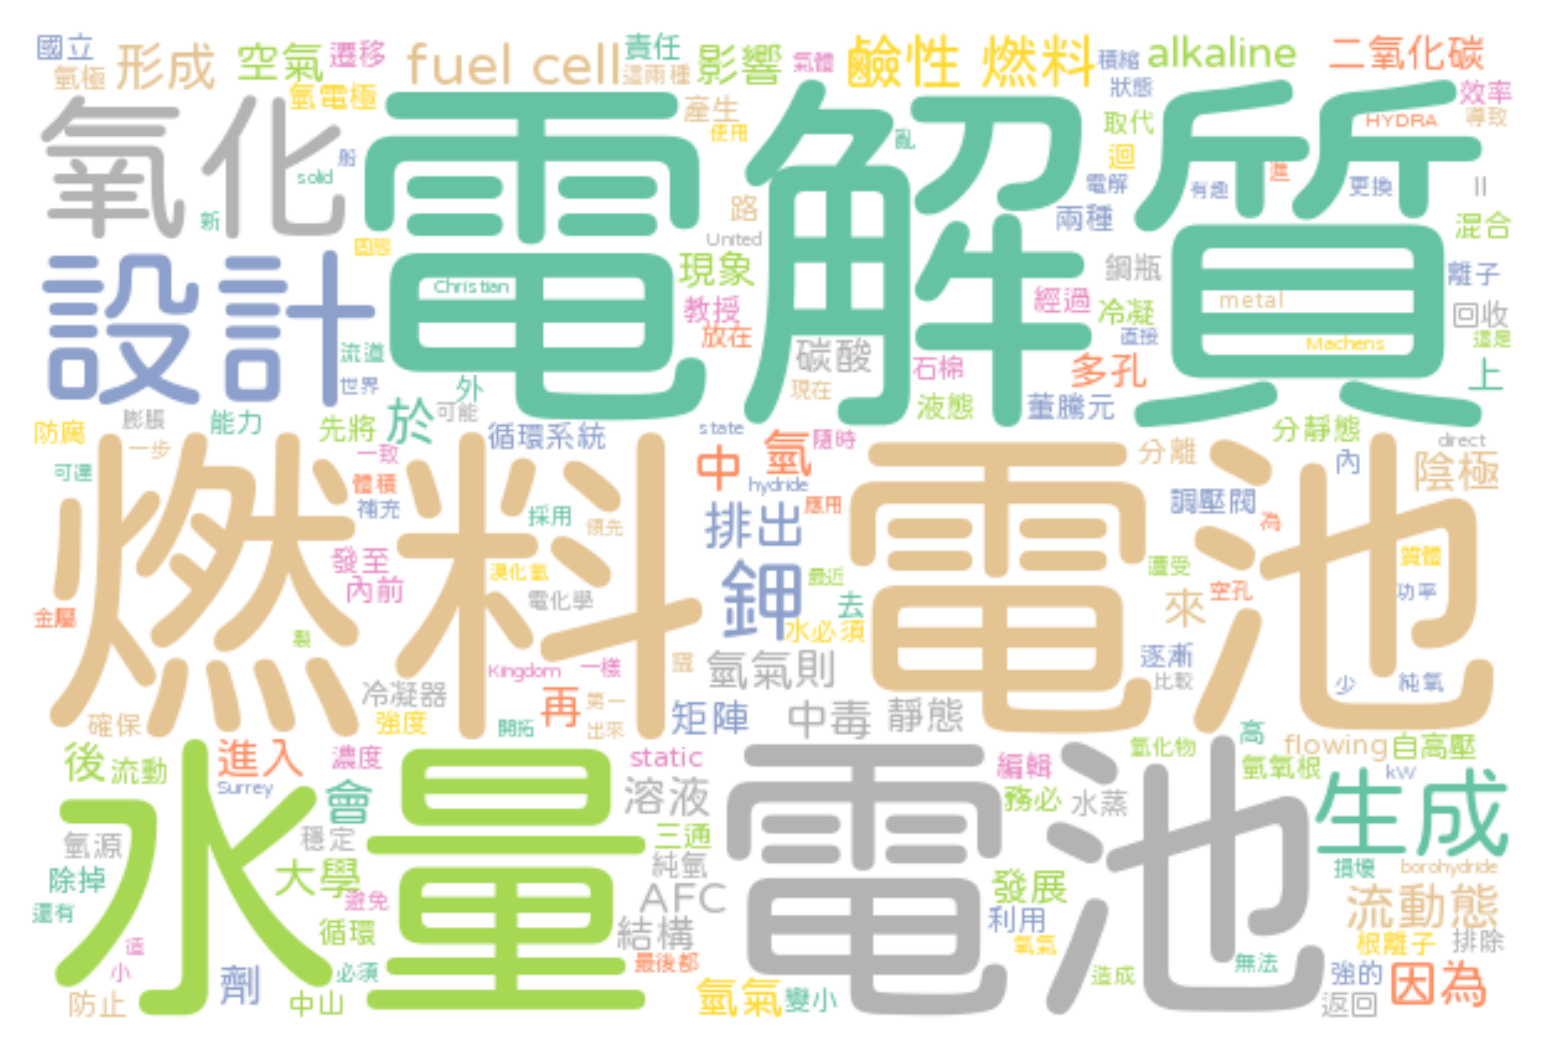 國立 氫極 形成 空氣 遷移 fuel cell 責任 這兩種 影響 氣體 鹼性 燃料 積縮 alkaline 二氧化碳
氫電極 產生 使用 狀態 取代 HYDRA 導致 效率
氧化 電解質
船 solid 新 亂 迴 進 電解 有趣 更換 II
路 兩種 混合
United 固態
設計 Christian 現象 鋼瓶 離子
教授 經過 冷凝 metal 回收
放在 直接 Machens 這是
流道 世界 碳酸 石棉 多孔 上
外 現在 液態 董騰元
膨脹 能力 先將 於 可能
防腐 一步 循環系統 state 中 氫 隨時 分靜態 direct
可逆 一致 hydride 分離 內 陰極
燃料 電池
體積 補充 採用 領先 排出 應用 調壓閥 為
發至 內前 溴化氫 電化學 鉀 最近 遭受 空孔 質體 功率
金屬 製 去 來
水必須
Kingdom 一樣 氫氧則 逐漸 比較 少 純氧
冷凝器 再 第一 矩陣 中毒 靜態
確保 強度 開拓 出來 高
後 流動 進入 濃度 static 編輯 氫化物 flowing 自高壓
Surrey 會 溶液 務必 水蒸 氫氧根 kW 生成
水量 電池
氫源 穩定 三通
除掉 大學 純氫 損壞 borohydride
還有 避免 AFC 發展 流動態
循環 結構 利用
這 小 劑 必須 最後都 氧氣 根離子 排除
防止 中山 氫氣 變小 造成 無法 強的 返回 因為